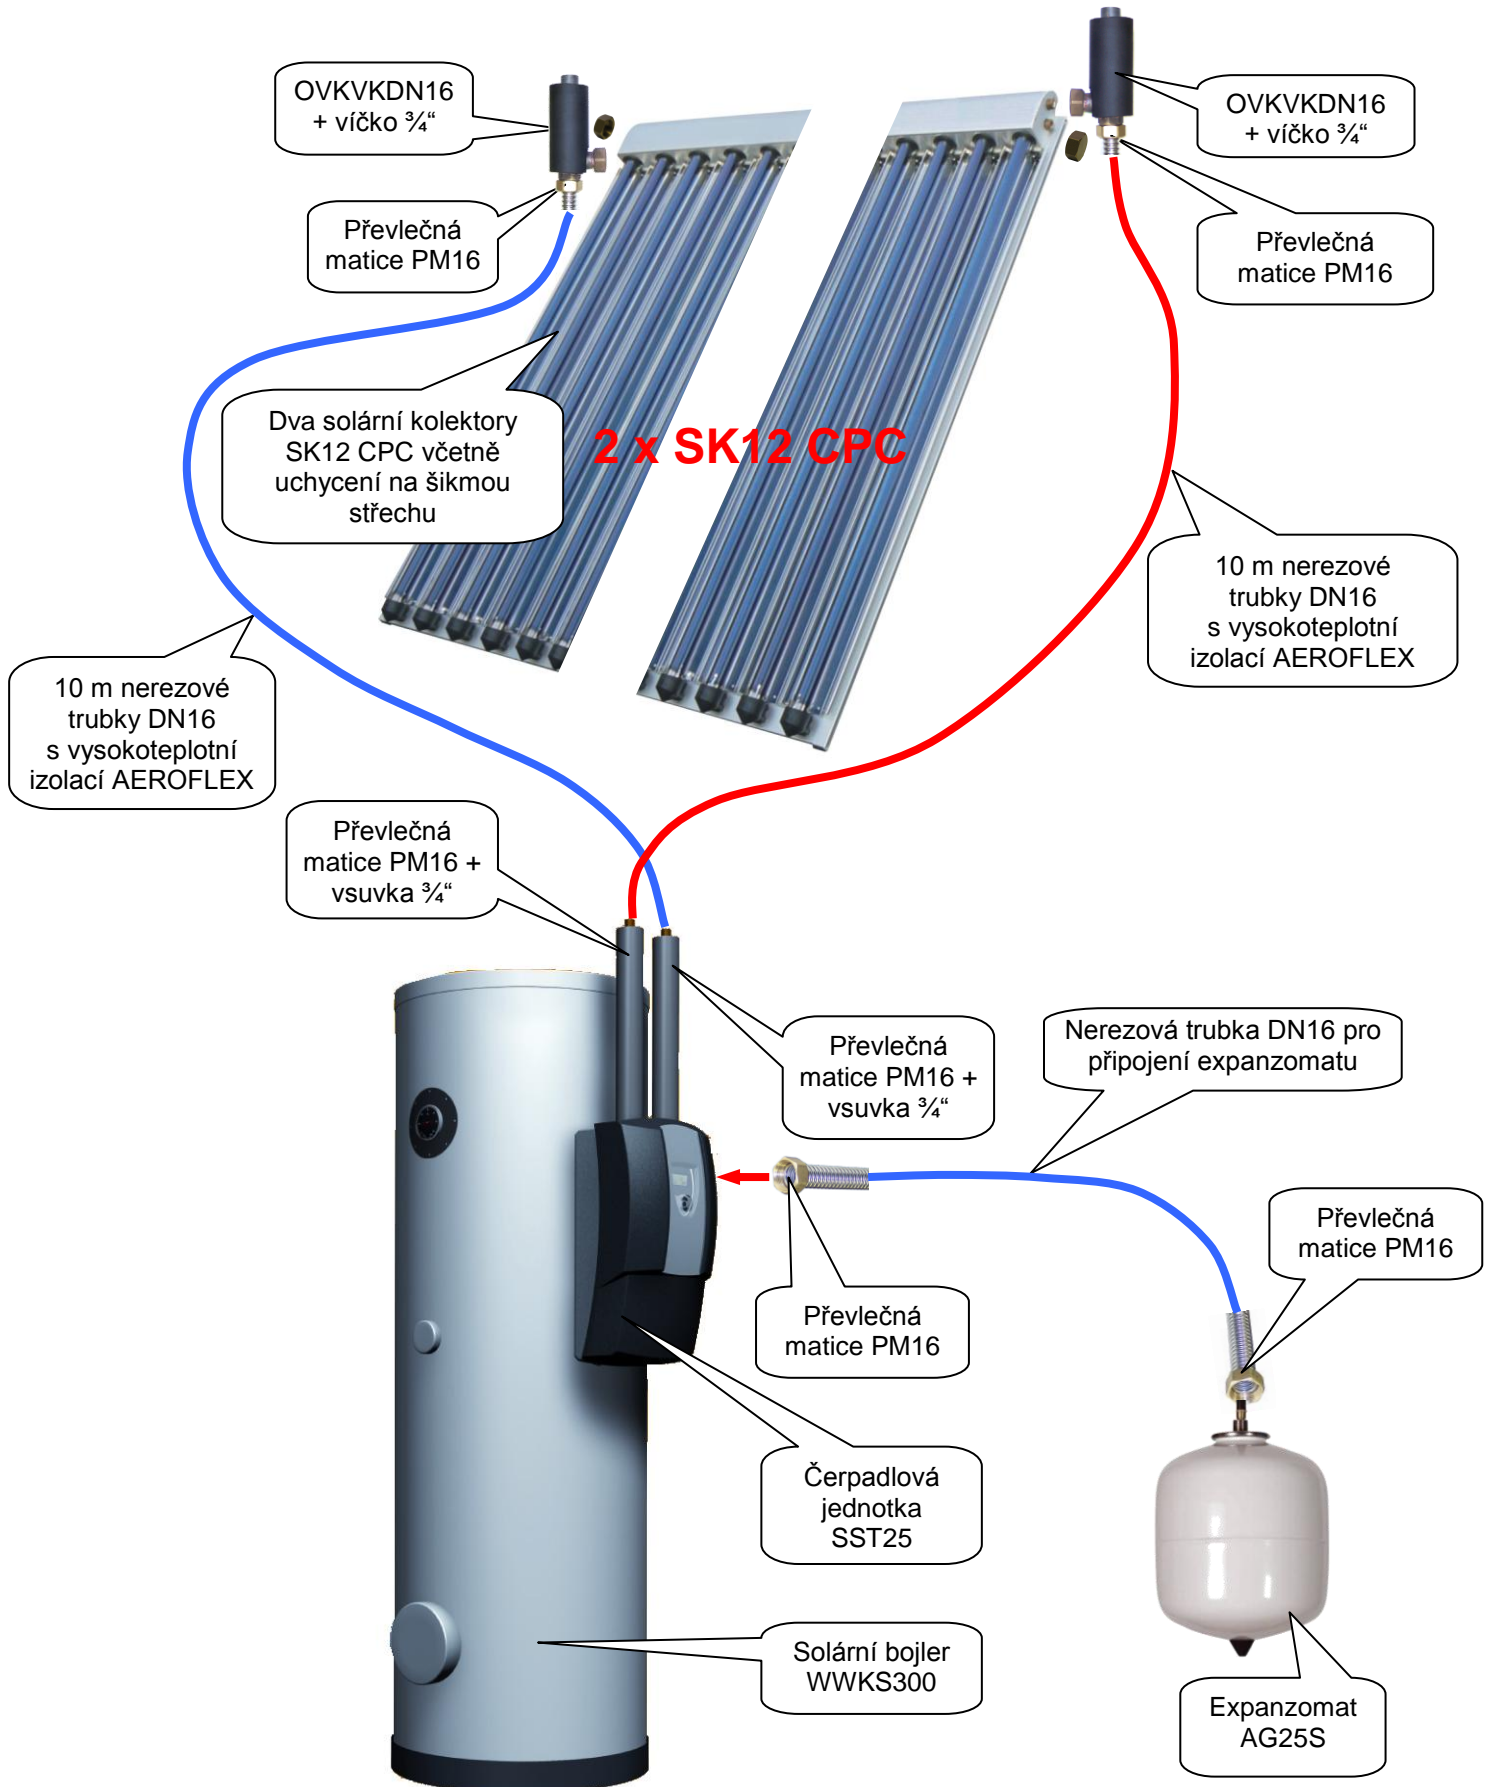 OVKVKDN16
+ víčko ¾“
OVKVKDN16
+ víčko ¾“
Převlečná
matice PM16
Převlečná
matice PM16
Dva solární kolektory
SK12 CPC včetně
uchycení na šikmou
střechu
2 x SK12 CPC
10 m nerezové
trubky DN16
s vysokoteplotní
izolací AEROFLEX
10 m nerezové
trubky DN16
s vysokoteplotní
izolací AEROFLEX
Převlečná
matice PM16 +
vsuvka ¾“
Převlečná
matice PM16 +
vsuvka ¾“
Nerezová trubka DN16 pro
připojení expanzomatu
Převlečná
matice PM16
Převlečná
matice PM16
Čerpadlová
jednotka
SST25
Solární bojler
WWKS300
Expanzomat
AG25S